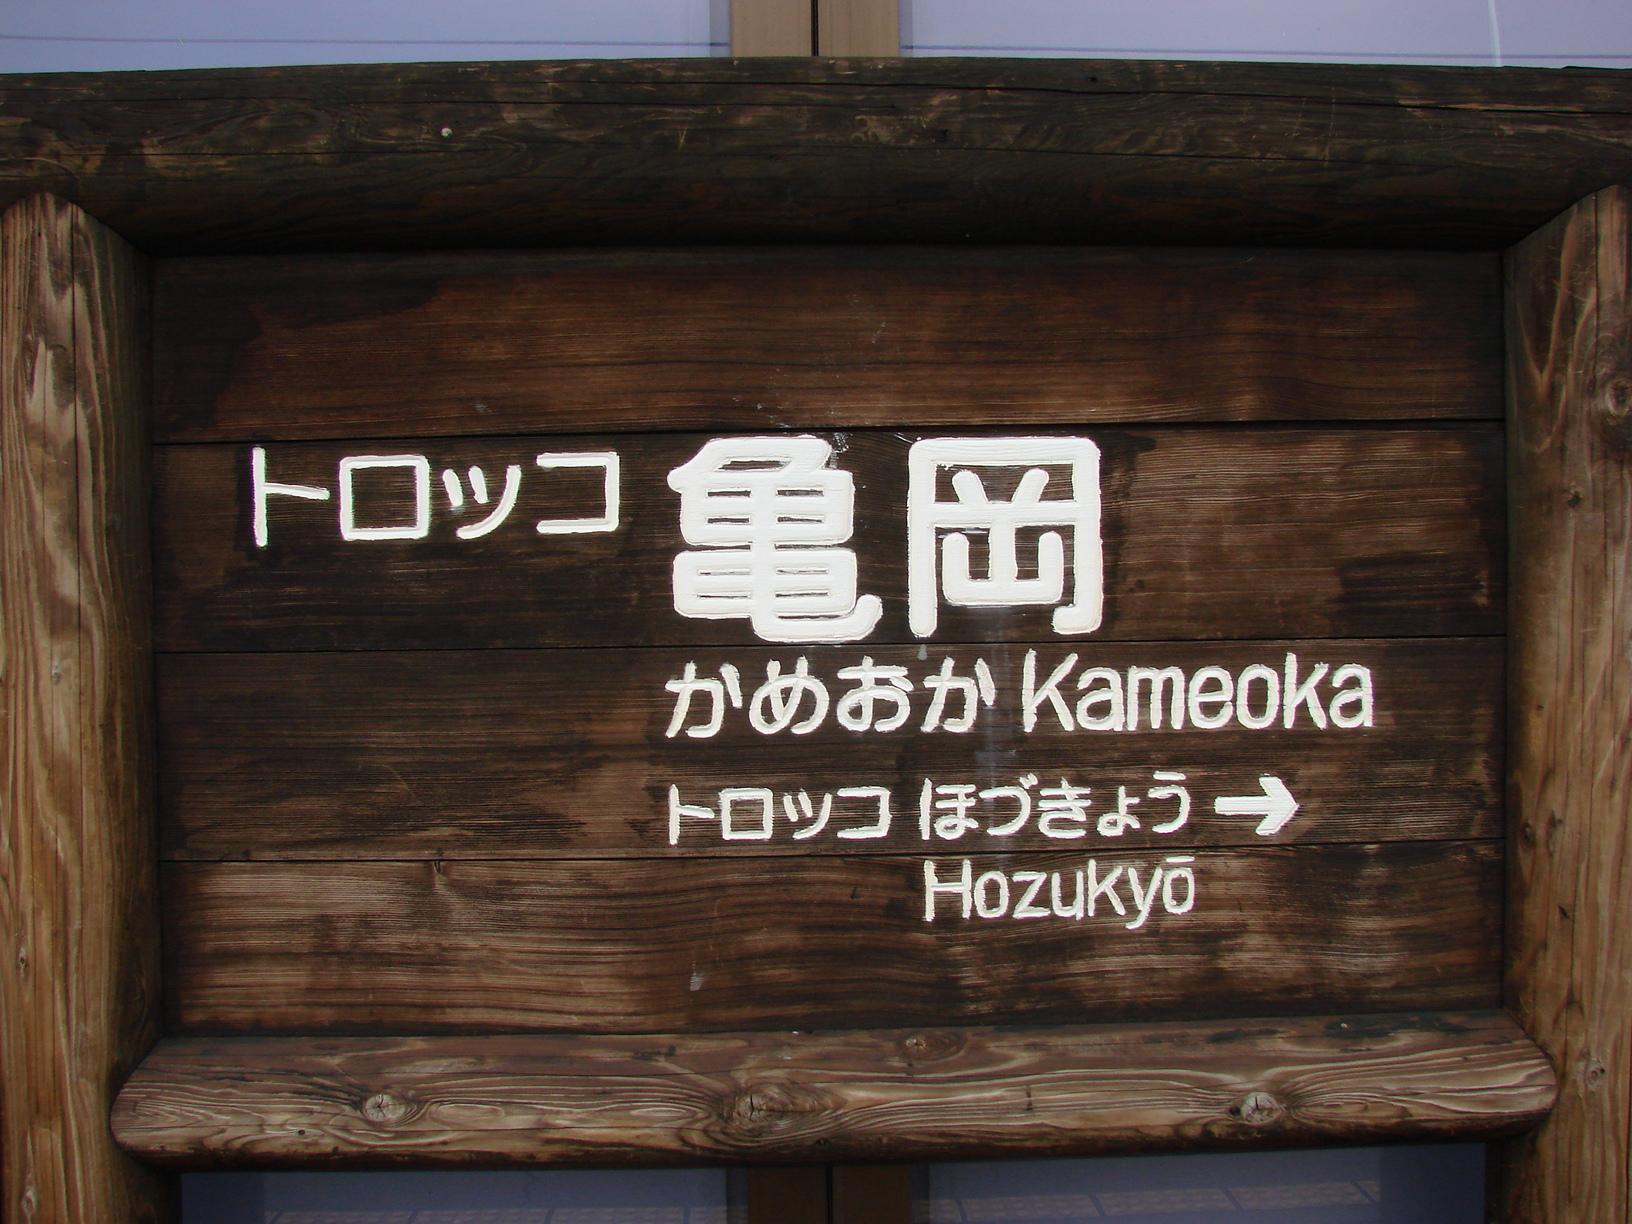 トロッコ 亀岡
かめおか Kameoka
トロッコ ほづきょう →
Hozukyō